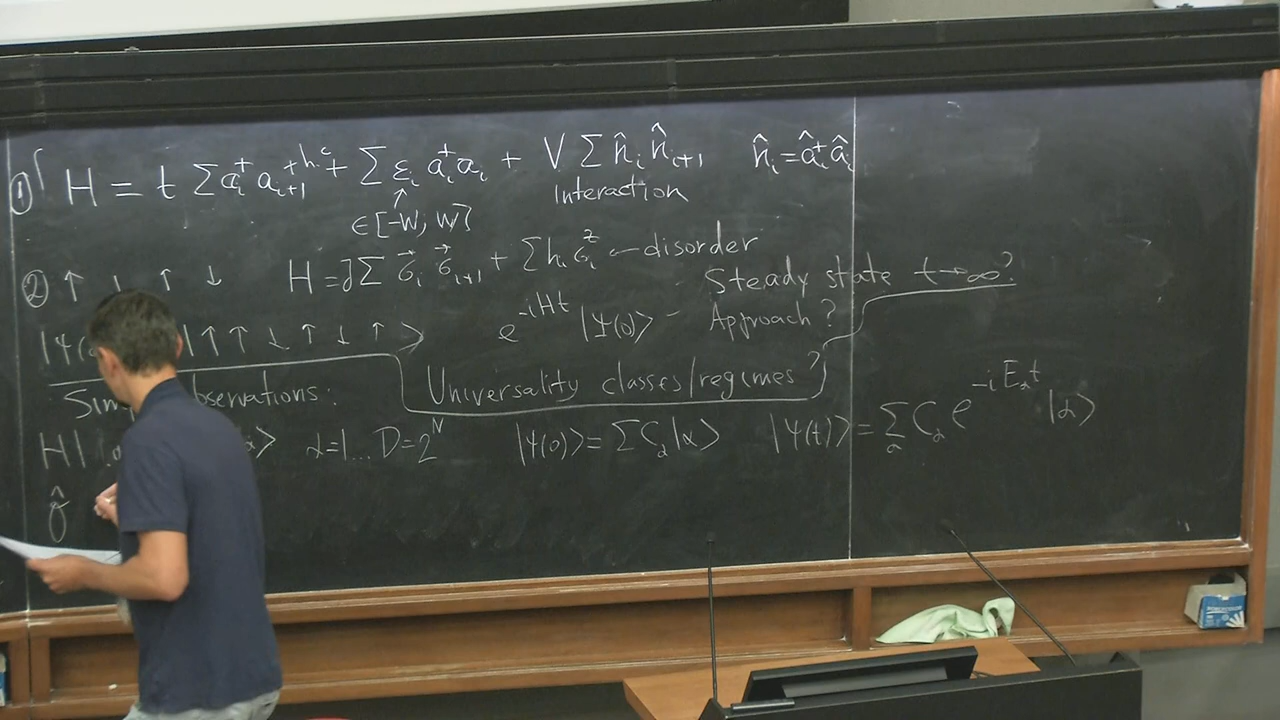 ① H = t Σ a_i^+ a_{i+1} + h.c + Σ ε_i a_i^+ a_i + V Σ n̂_i n̂_{i+1} n̂_i = â_i^+ â_i
∈ [-W, W] Interaction
② ↑ ↓ ↑ ↓ H = J Σ σ⃗_i σ⃗_{i+1} + Σ h_i σ_i^z — disorder
- Steady state t→∞?
|ψ( | ↑ ↑ ↓ ↑ ↓ ↑ > e^{-iHt} |Ψ(0)> - Approach?
Universality classes/regimes?
observations:
H| α> α=1...D=2^N |ψ(0)> = Σ C_α |α> |ψ(t)> = Σ_α C_α e^{-iE_α t} |α>
Ô